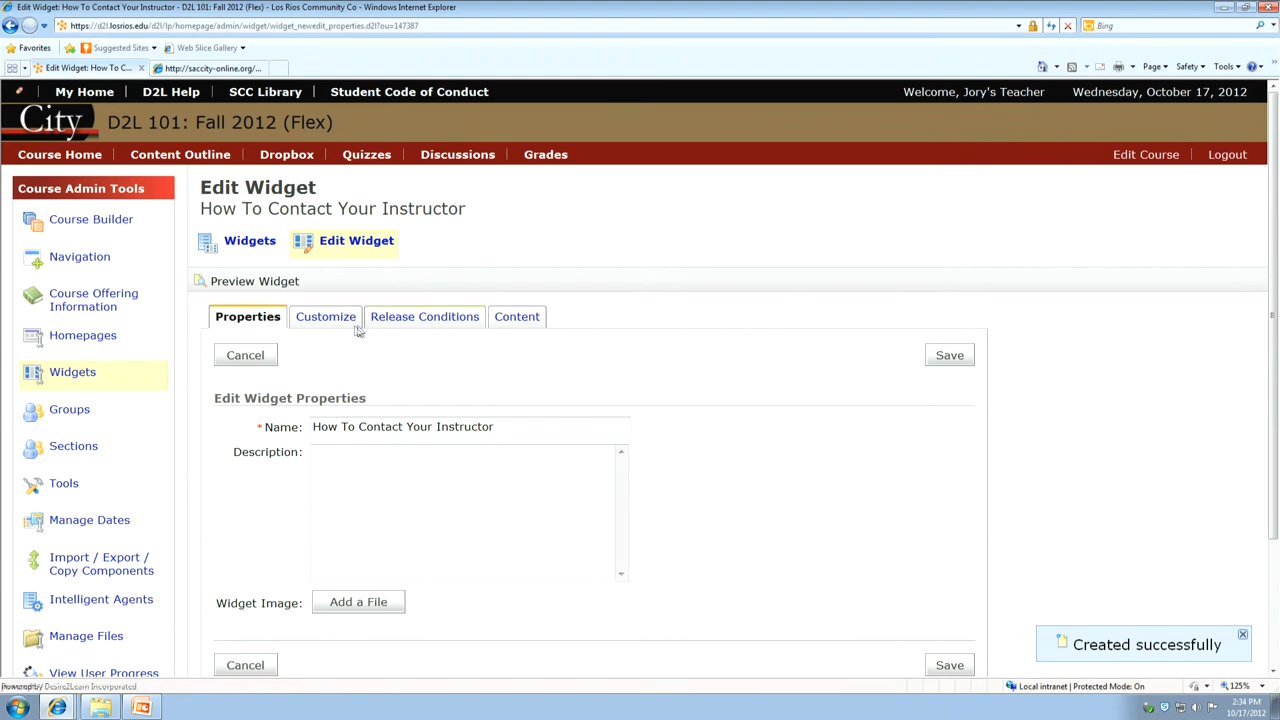 Edit Widget: How To Contact Your Instructor - D2L 101: Fall 2012 (Flex) - Los Rios Community Co - Windows Internet Explorer
https://d2l.losrios.edu/d2l/lp/homepage/admin/widget/widget_newedit_properties.d2l?ou=147387
Bing
Favorites Suggested Sites Web Slice Gallery
Edit Widget: How To C... http://saccity-online.org/...
Page Safety Tools
My Home D2L Help SCC Library Student Code of Conduct Welcome, Jory's Teacher Wednesday, October 17, 2012
City D2L 101: Fall 2012 (Flex)
Course Home Content Outline Dropbox Quizzes Discussions Grades Edit Course Logout
Course Admin Tools
Course Builder
Navigation
Course Offering
Information
Homepages
Widgets
Groups
Sections
Tools
Manage Dates
Import / Export /
Copy Components
Intelligent Agents
Manage Files
View User Progress
Edit Widget
How To Contact Your Instructor
Widgets Edit Widget
Preview Widget
Properties Customize Release Conditions Content
Cancel Save
Edit Widget Properties
* Name: How To Contact Your Instructor
Description:
Widget Image: Add a File
Cancel Save
Created successfully
Powered by Desire2Learn Incorporated
Local intranet | Protected Mode: On
125%
2:34 PM
10/17/2012